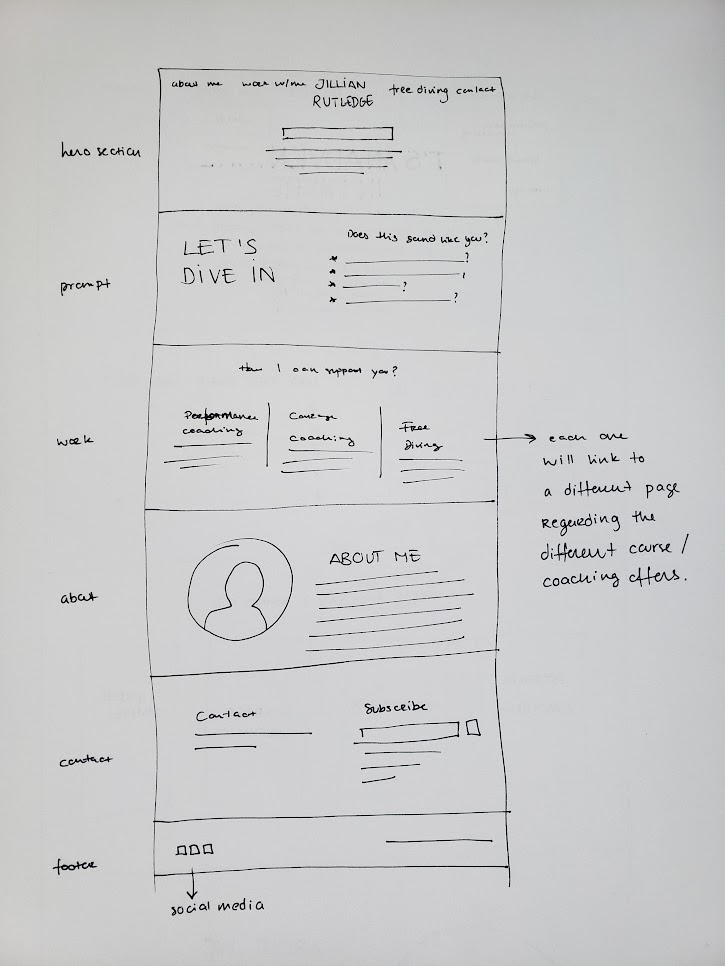 about me work w/me JILLIAN RUTLEDGE free diving contact
hero section
LET'S
DIVE IN
Does this sound like you?
?
?
?
prompt
How I can support you?
Performance
coaching
Courage
Coaching
Free
Diving
work
each one
will link to
a different page
Regarding the
different course /
coaching offers.
ABOUT ME
about
Contact
Subscribe
contact
footer
social media